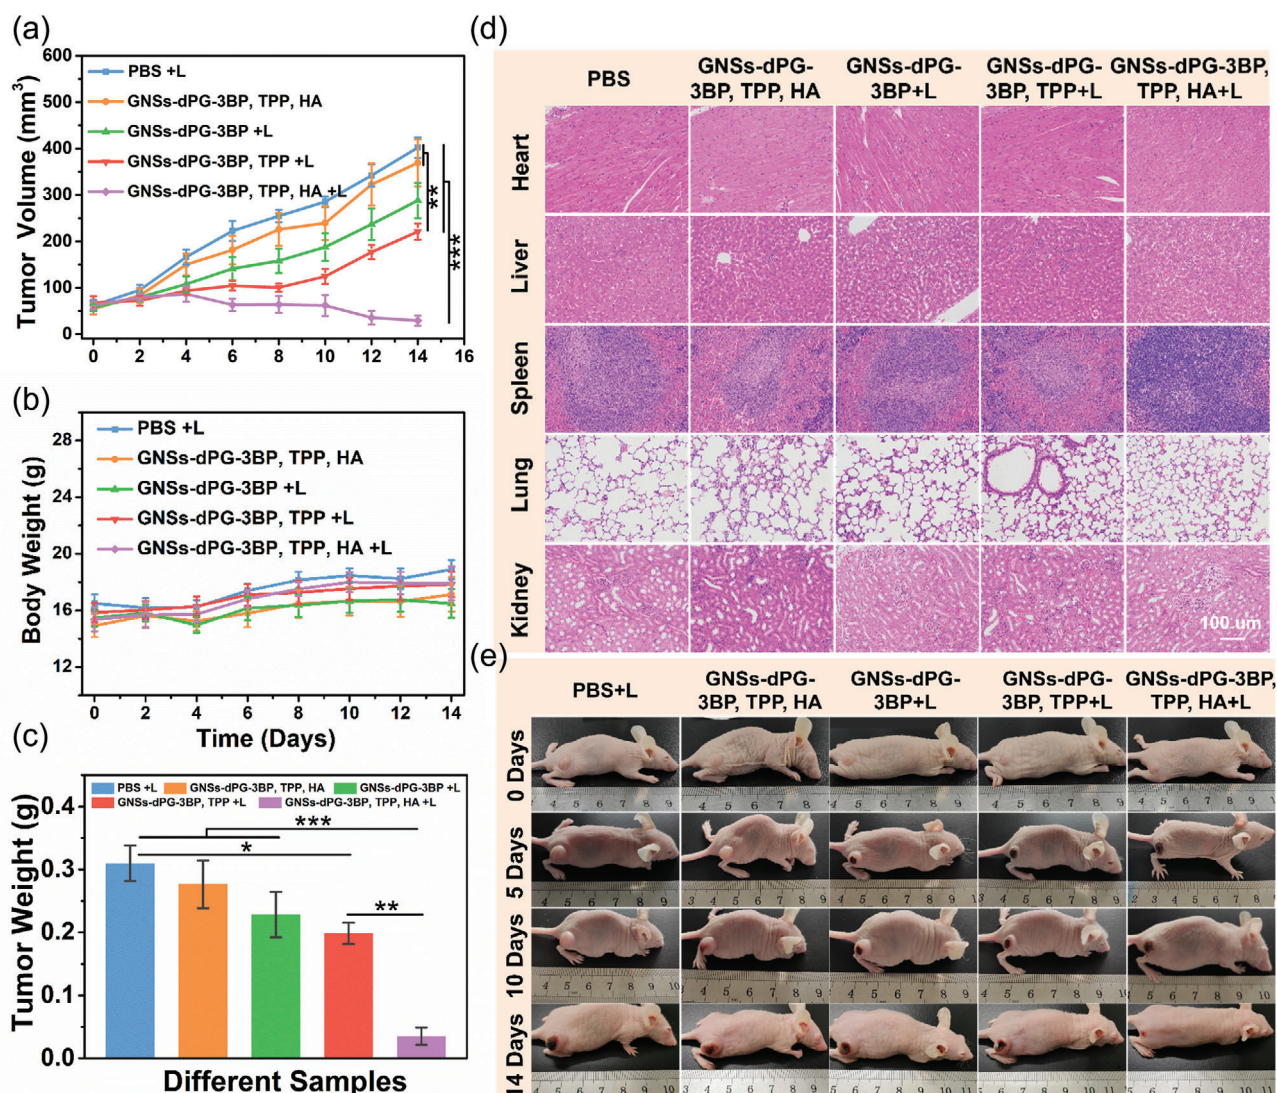 (a)
600
500
400
300
200
100
0
Tumor Volume (mm³)
PBS +L
GNSs-dPG-3BP, TPP, HA
GNSs-dPG-3BP +L
GNSs-dPG-3BP, TPP +L
GNSs-dPG-3BP, TPP, HA +L
**
***
0 2 4 6 8 10 12 14 16
(b)
28
24
20
16
12
Body Weight (g)
PBS +L
GNSs-dPG-3BP, TPP, HA
GNSs-dPG-3BP +L
GNSs-dPG-3BP, TPP +L
GNSs-dPG-3BP, TPP, HA +L
0 2 4 6 8 10 12 14
Time (Days)
(c)
0.4
0.3
0.2
0.1
0.0
Tumor Weight (g)
PBS +L GNSs-dPG-3BP, TPP, HA GNSs-dPG-3BP +L
GNSs-dPG-3BP, TPP +L GNSs-dPG-3BP, TPP, HA +L
***
*
**
Different Samples
(d)
PBS
GNSs-dPG-
3BP, TPP, HA
GNSs-dPG-
3BP+L
GNSs-dPG-
3BP, TPP+L
GNSs-dPG-3BP,
TPP, HA+L
Heart
Liver
Spleen
Lung
Kidney
100 um
(e)
PBS+L
GNSs-dPG-
3BP, TPP, HA
GNSs-dPG-
3BP+L
GNSs-dPG-
3BP, TPP+L
GNSs-dPG-3BP,
TPP, HA+L
0 Days
5 Days
10 Days
14 Days